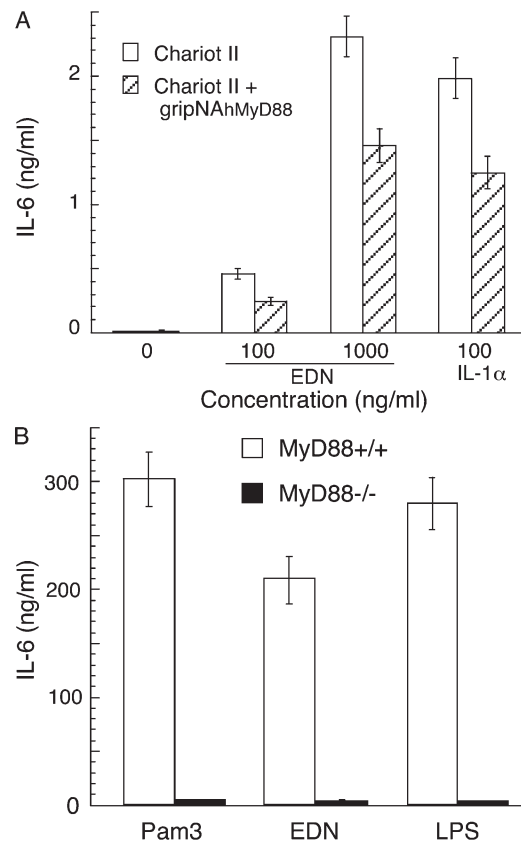 A
Chariot II
Chariot II +
gripNAhMyD88
IL-6 (ng/ml)
2
1
0
0
100
1000
100
EDN
IL-1α
Concentration (ng/ml)
B
MyD88+/+
MyD88-/-
IL-6 (ng/ml)
300
200
100
0
Pam3
EDN
LPS